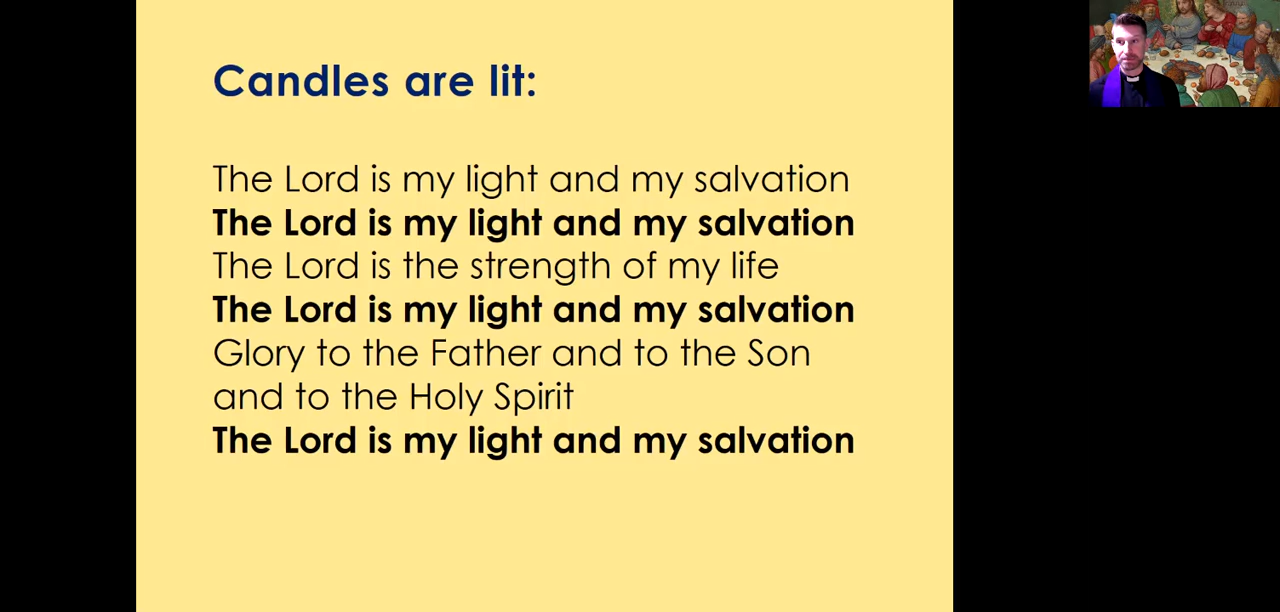 Candles are lit:
The Lord is my light and my salvation
The Lord is my light and my salvation
The Lord is the strength of my life
The Lord is my light and my salvation
Glory to the Father and to the Son
and to the Holy Spirit
The Lord is my light and my salvation